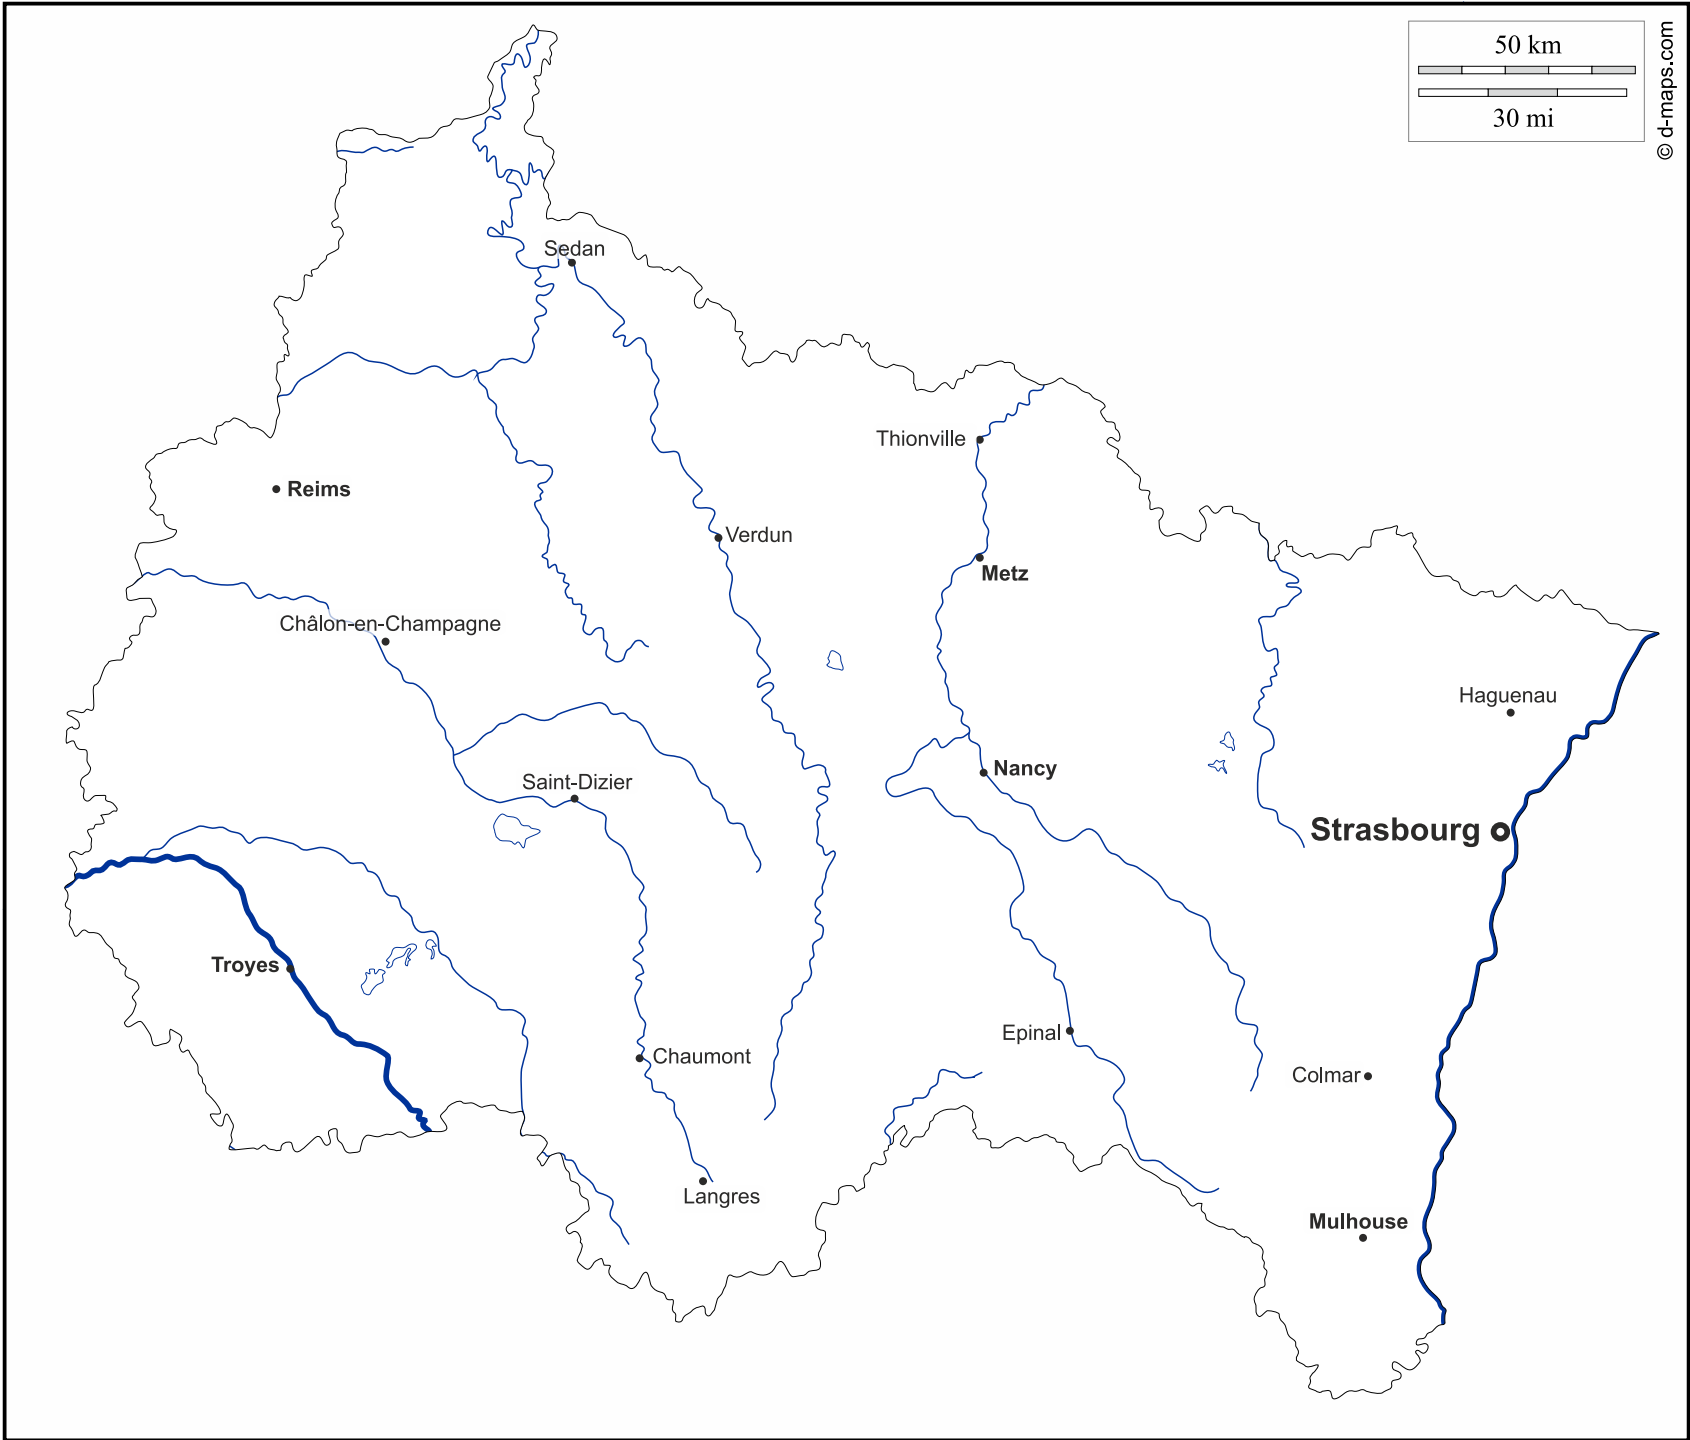 50 km
30 mi
© d-maps.com
Sedan
Thionville
Reims
Verdun
Metz
Châlon-en-Champagne
Haguenau
Nancy
Saint-Dizier
Strasbourg
Troyes
Epinal
Chaumont
Colmar
Langres
Mulhouse